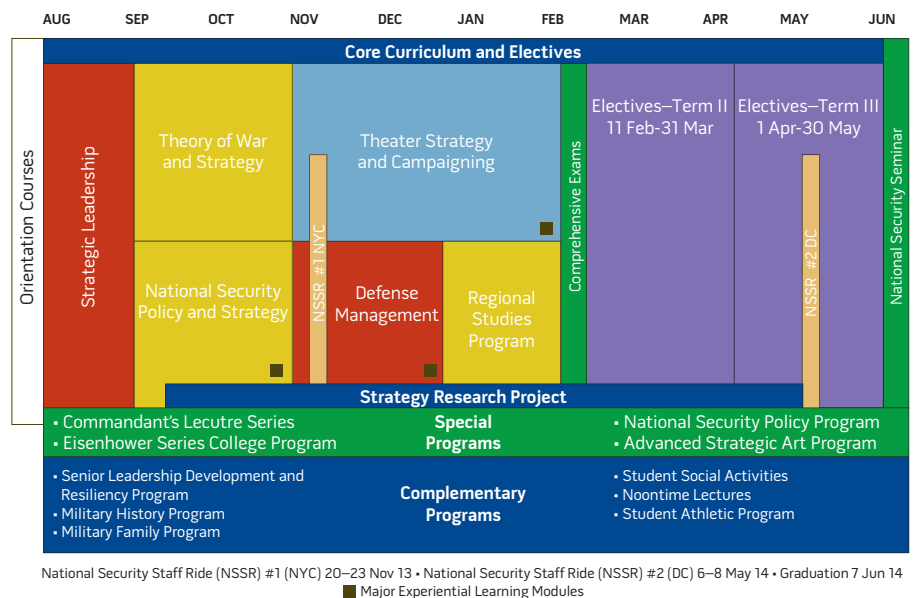 AUG SEP OCT NOV DEC JAN FEB MAR APR MAY JUN
Core Curriculum and Electives
Orientation Courses
Strategic Leadership
Theory of War
and Strategy
National Security
Policy and Strategy
NSSR #1 NYC
Theater Strategy
and Campaigning
Defense
Management
Regional
Studies
Program
Comprehensive Exams
Electives—Term II
11 Feb-31 Mar
Electives—Term III
1 Apr-30 May
NSSR #2 DC
National Security Seminar
Strategy Research Project
• Commandant's Lecutre Series
• Eisenhower Series College Program
Special
Programs
• National Security Policy Program
• Advanced Strategic Art Program
• Senior Leadership Development and
Resiliency Program
• Military History Program
• Military Family Program
Complementary
Programs
• Student Social Activities
• Noontime Lectures
• Student Athletic Program
National Security Staff Ride (NSSR) #1 (NYC) 20–23 Nov 13 • National Security Staff Ride (NSSR) #2 (DC) 6–8 May 14 • Graduation 7 Jun 14
Major Experiential Learning Modules